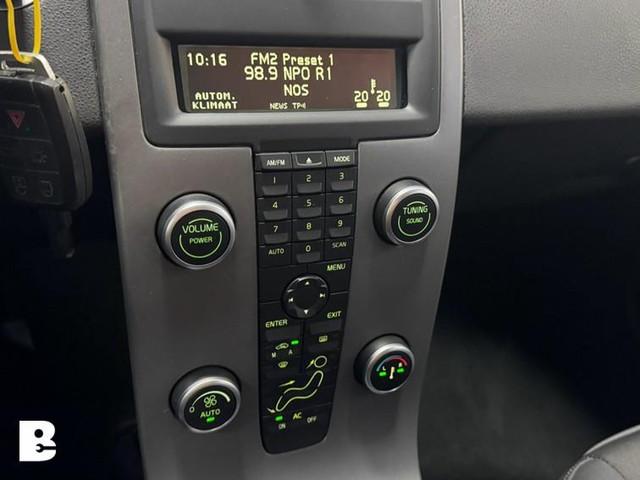 10:16 FM2 Preset 1
98.9 NPO R1
NOS
AUTOM. KLIMAAT
NEWS TP
20 20
AM/FM MODE
1 2 3
4 5 6
7 8 9
AUTO 0 SCAN
VOLUME
POWER
TUNING
SOUND
MENU
ENTER EXIT
M A
L R
0 AUTO
AC
ON OFF
B